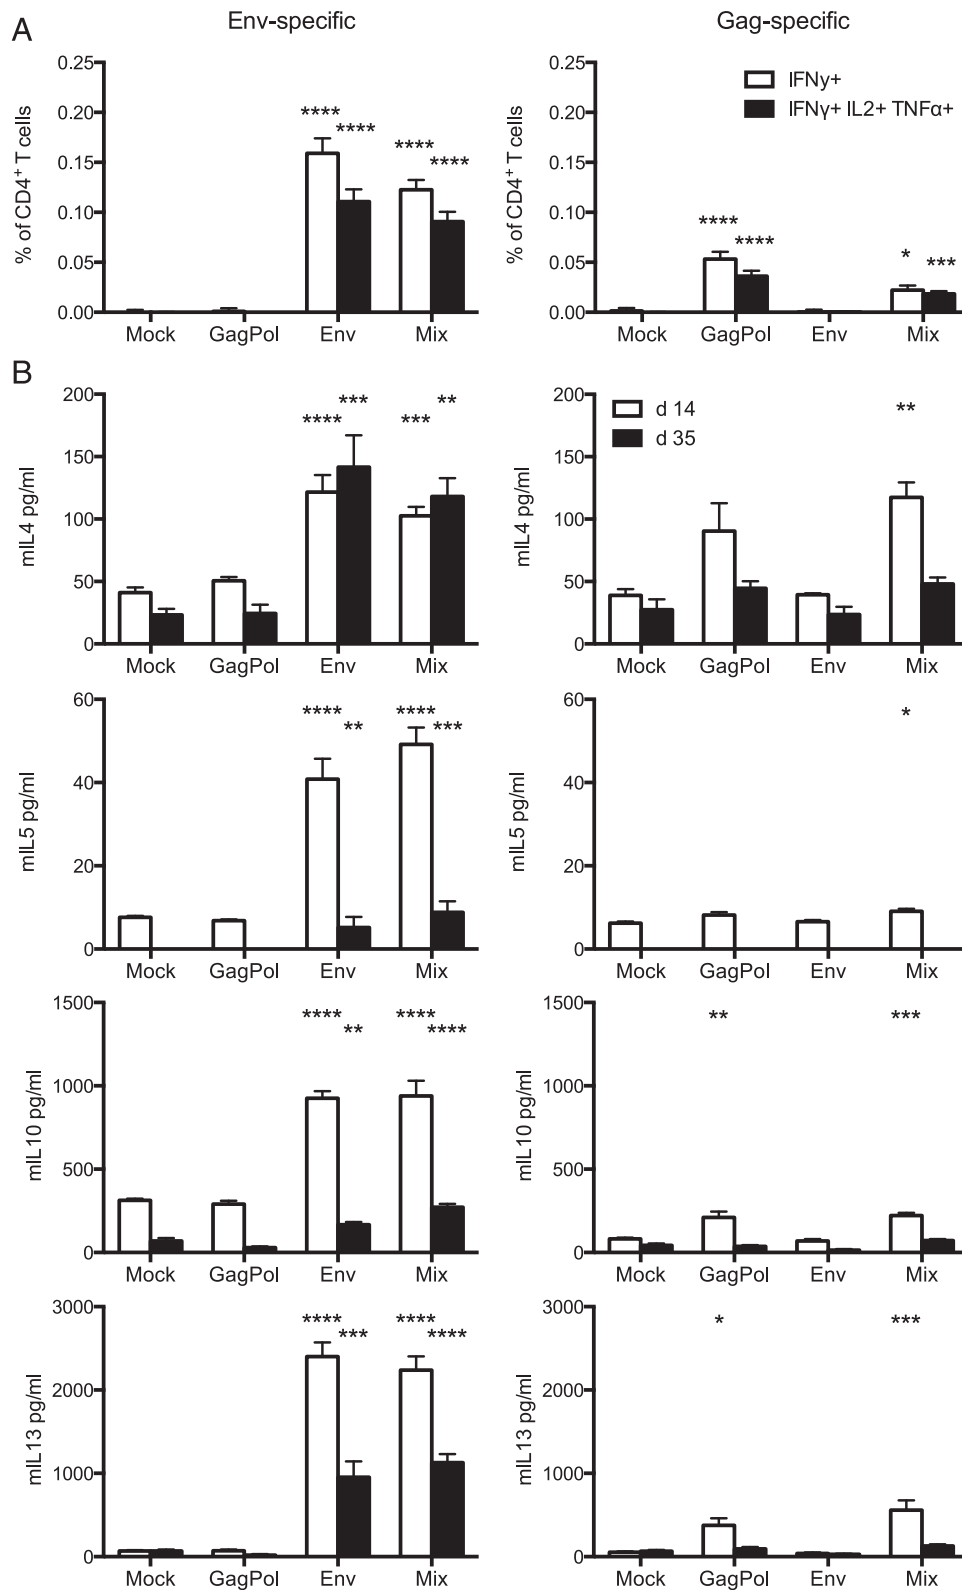 A
Env-specific
Gag-specific
% of CD4+ T cells
0.25
0.20
0.15
0.10
0.05
0.00
**** **** **** ****
Mock GagPol Env Mix
% of CD4+ T cells
0.25
0.20
0.15
0.10
0.05
0.00
IFNy+
IFNγ+ IL2+ TNFα+
**** **** * ***
Mock GagPol Env Mix
B
mIL4 pg/ml
200
150
100
50
0
**** *** *** **
Mock GagPol Env Mix
mIL4 pg/ml
200
150
100
50
0
d 14
d 35
**
Mock GagPol Env Mix
mIL5 pg/ml
60
40
20
0
**** ** **** ***
Mock GagPol Env Mix
mIL5 pg/ml
60
40
20
0
*
Mock GagPol Env Mix
mIL10 pg/ml
1500
1000
500
0
**** ** **** ****
Mock GagPol Env Mix
mIL10 pg/ml
1500
1000
500
0
** ***
Mock GagPol Env Mix
mIL13 pg/ml
3000
2000
1000
0
**** *** **** ****
Mock GagPol Env Mix
mIL13 pg/ml
3000
2000
1000
0
* ***
Mock GagPol Env Mix